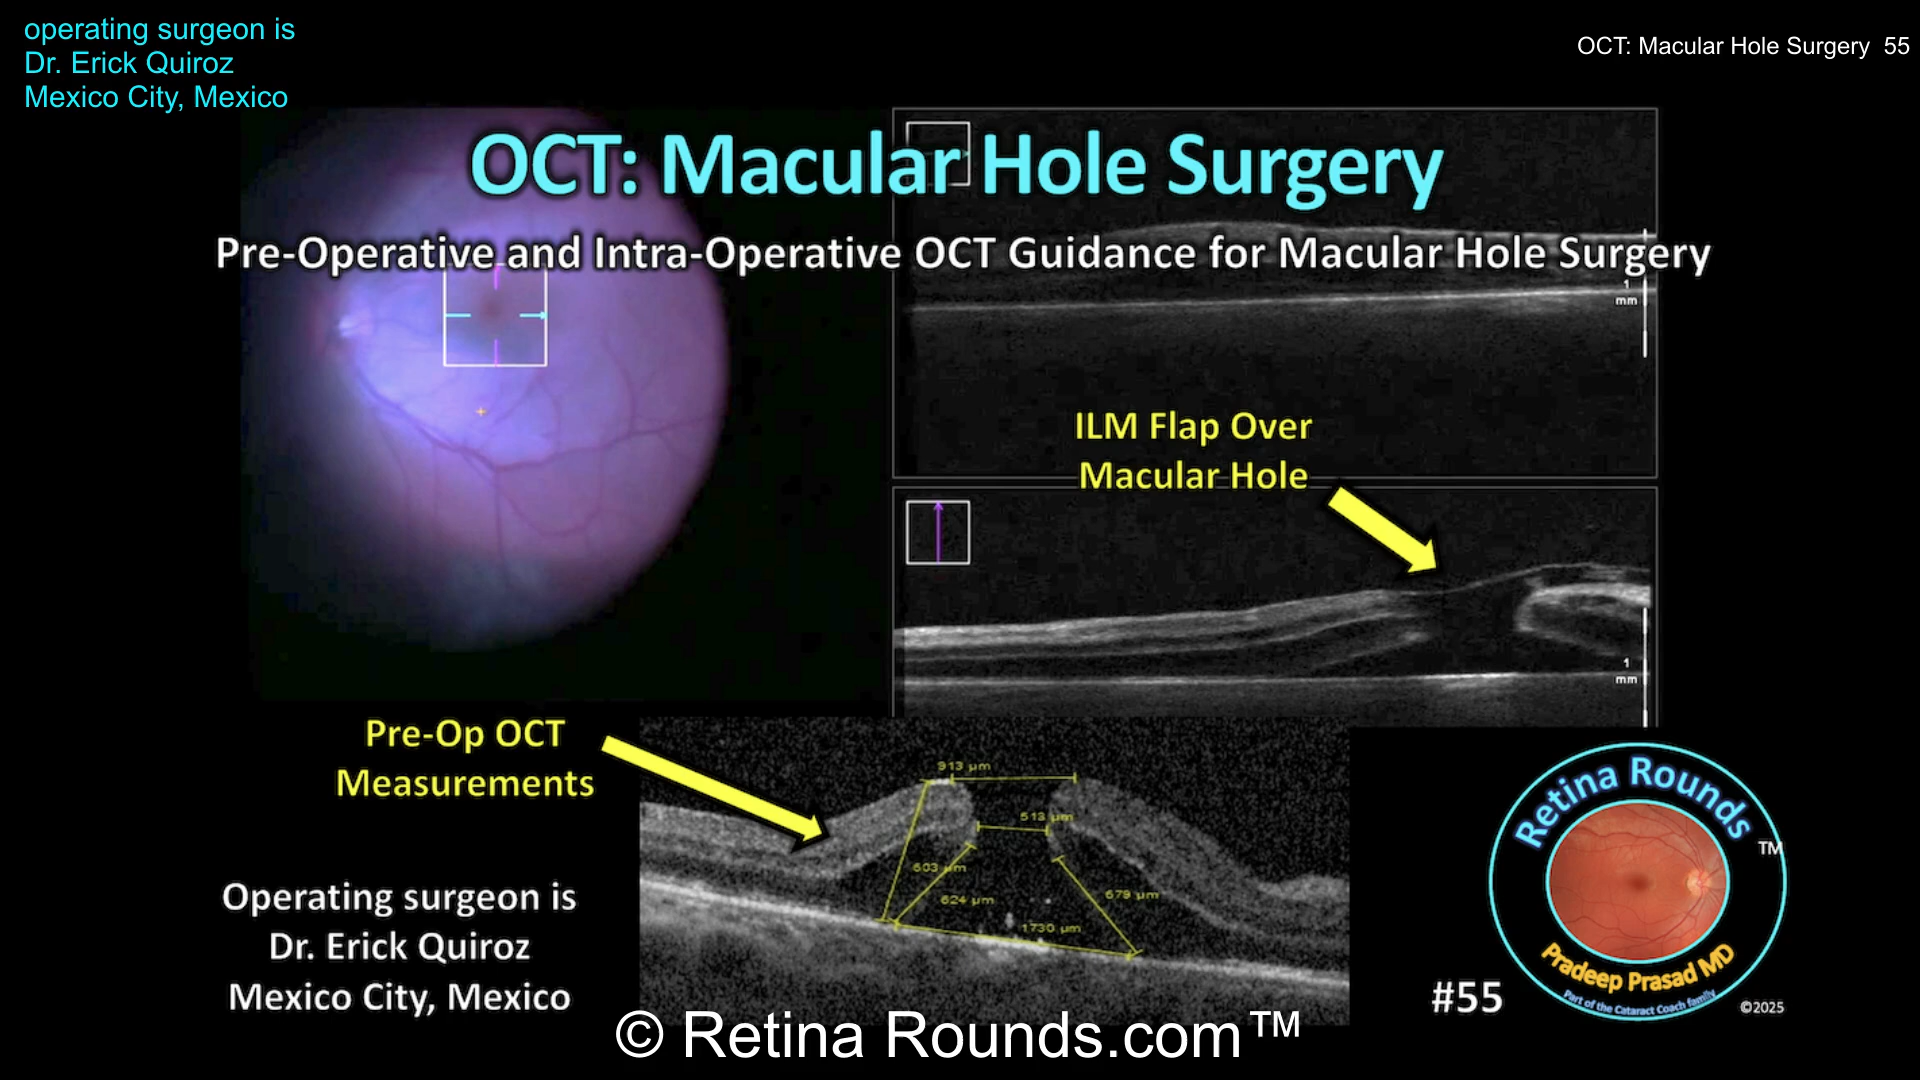 operating surgeon is
Dr. Erick Quiroz
Mexico City, Mexico
OCT: Macular Hole Surgery 55
OCT: Macular Hole Surgery
Pre-Operative and Intra-Operative OCT Guidance for Macular Hole Surgery
1
mm
ILM Flap Over
Macular Hole
1
mm
Pre-Op OCT
Measurements
913 µm
513 µm
603 µm
624 µm
679 µm
1730 µm
Operating surgeon is
Dr. Erick Quiroz
Mexico City, Mexico
Retina Rounds
TM
Pradeep Prasad MD
Part of the Cataract Coach family
#55
©2025
© Retina Rounds.com™